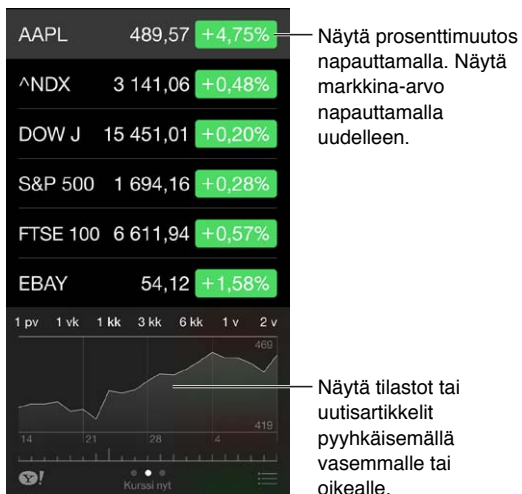 AAPL 489,57 +4,75%
^NDX 3 141,06 +0,48%
DOW J 15 451,01 +0,20%
S&P 500 1 694,16 +0,28%
FTSE 100 6 611,94 +0,57%
EBAY 54,12 +1,58%
1 pv 1 vk 1 kk 3 kk 6 kk 1 v 2 v
469
419
14 21 28 4
Y!
Kurssi nyt
Näytä prosenttimuutos
napauttamalla. Näytä
markkina-arvo
napauttamalla
uudelleen.
Näytä tilastot tai
uutisartikkelit
pyyhkäisemällä
vasemmalle tai
oikealle.